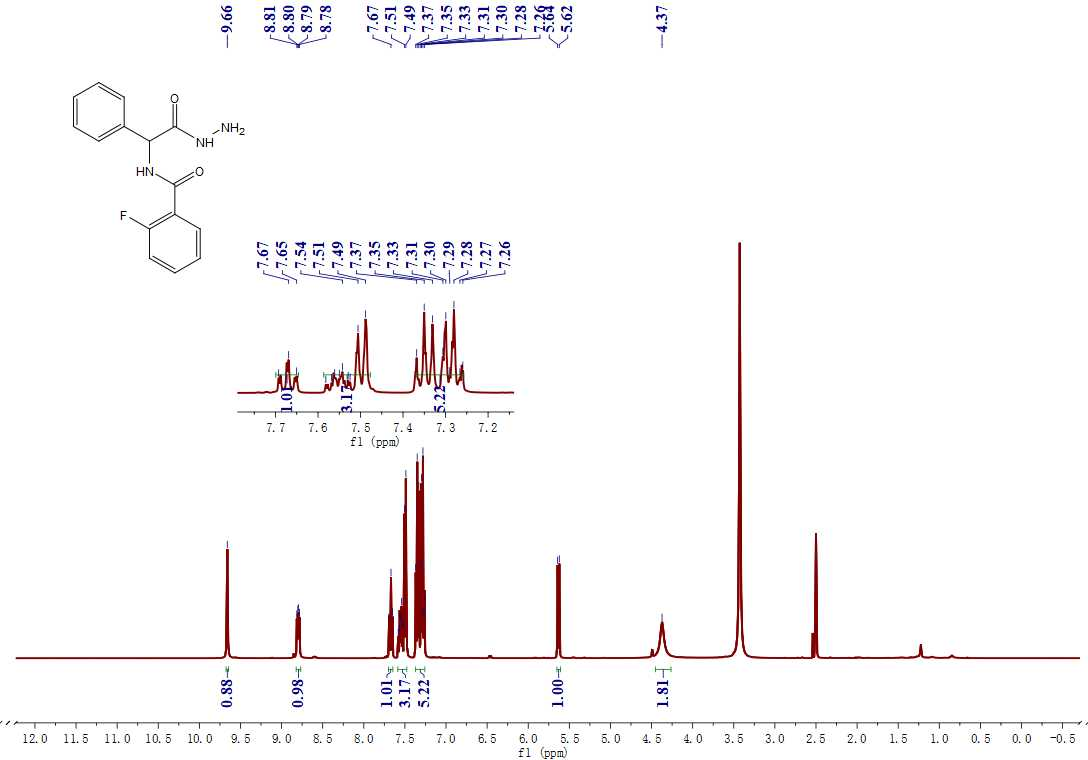 9.66 8.81 8.80 8.79 8.78 7.67 7.51 7.49 7.37 7.35 7.33 7.31 7.30 7.28 7.26 5.64 5.62 4.37
O
NH2
NH
HN
O
F
7.67 7.65 7.54 7.51 7.49 7.37 7.35 7.33 7.31 7.30 7.29 7.28 7.27 7.26
1.01 3.17 5.22
7.7 7.6 7.5 7.4 7.3 7.2
f1 (ppm)
0.88 0.98 1.01 3.17 5.22 1.00 1.81
12.0 11.5 11.0 10.5 10.0 9.5 9.0 8.5 8.0 7.5 7.0 6.5 6.0 5.5 5.0 4.5 4.0 3.5 3.0 2.5 2.0 1.5 1.0 0.5 0.0 -0.5
f1 (ppm)